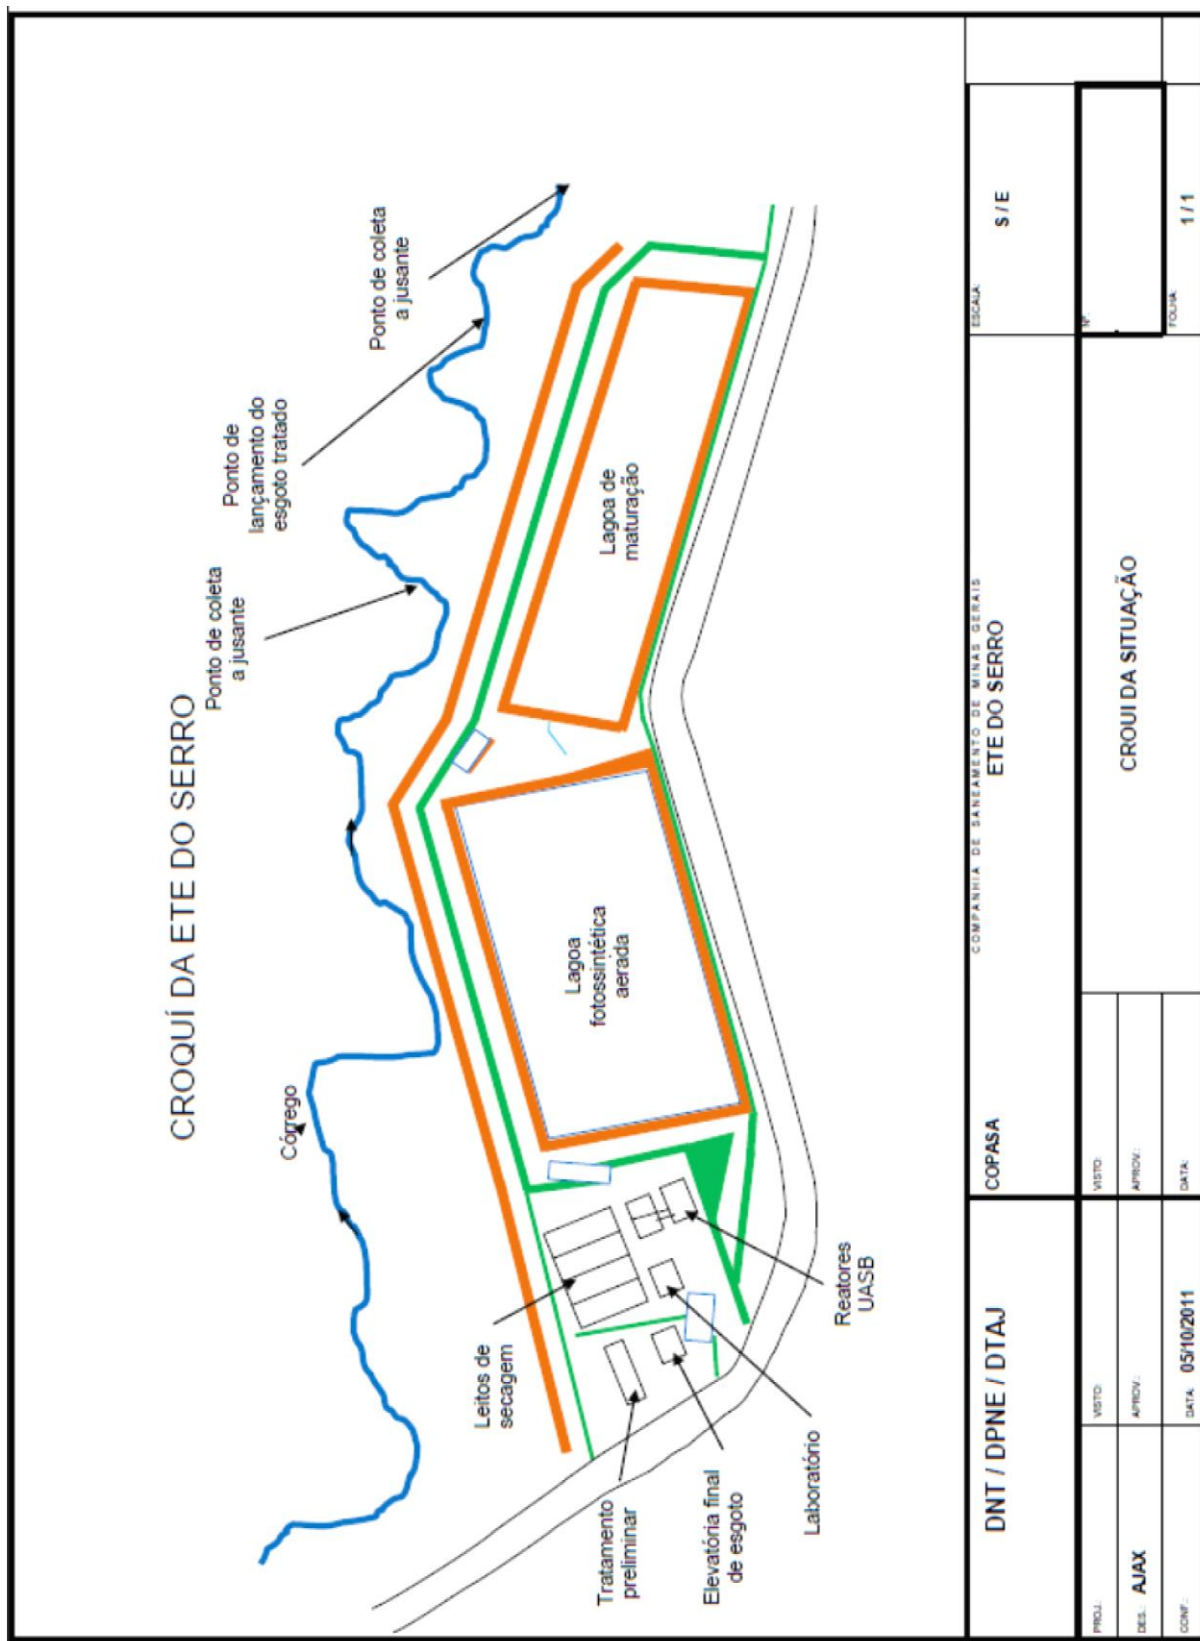 CROQUÍ DA ETE DO SERRO
Córrego
Ponto de coleta
a jusante
Ponto de
lançamento do
esgoto tratado
Ponto de coleta
a jusante
Leitos de
secagem
Lagoa
fotossintética
aerada
Lagoa de
maturação
Tratamento
preliminar
Elevatória final
de esgoto
Laboratório
Reatores
UASB
DNT / DPNE / DTAJ
COPASA
COMPANHIA DE SANEAMENTO DE MINAS GERAIS
ETE DO SERRO
ESCALA:
S / E
PROJ.:
VISTO:
VISTO:
CROUI DA SITUAÇÃO
Nº.
DES.: AJAX
APROV.:
APROV.:
CONF.:
DATA: 05/10/2011
DATA:
FOLHA:
1 / 1